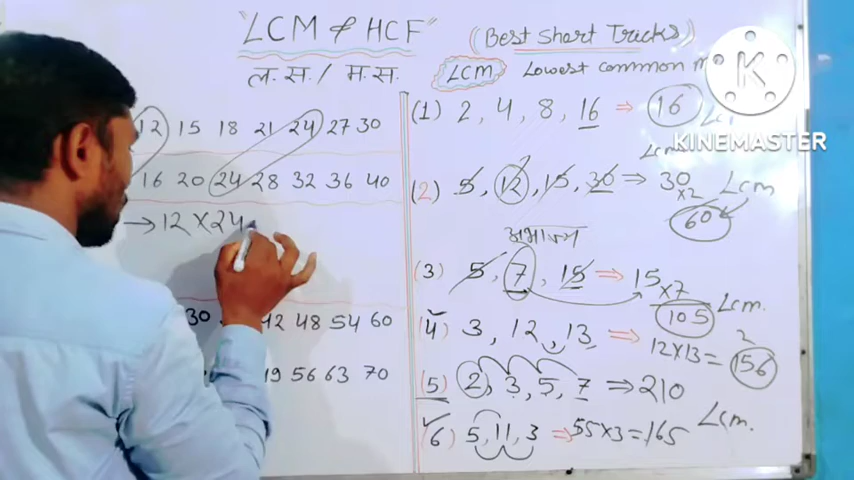 "LCM & HCF"
(Best Short Tricks)
ल.स. / म.स.
LCM Lowest common m
K
KINEMASTER
12 15 18 21 24 27 30
16 20 24 28 32 36 40
→ 12 X 24
30 42 48 54 60
56 63 70
(1) 2, 4, 8, 16 ⇒ 16
(2) 5, 12, 15, 30 ⇒ 30
X2
60
Lcm
अभाज्य
(3) 5, 7, 15 ⇒ 15
X7
105
Lcm.
(4) 3, 12, 13 ⇒ 12X13= 156
(5) 2, 3, 5, 7 ⇒ 210
(6) 5, 11, 3 ⇒ 55X3=165
Lcm.